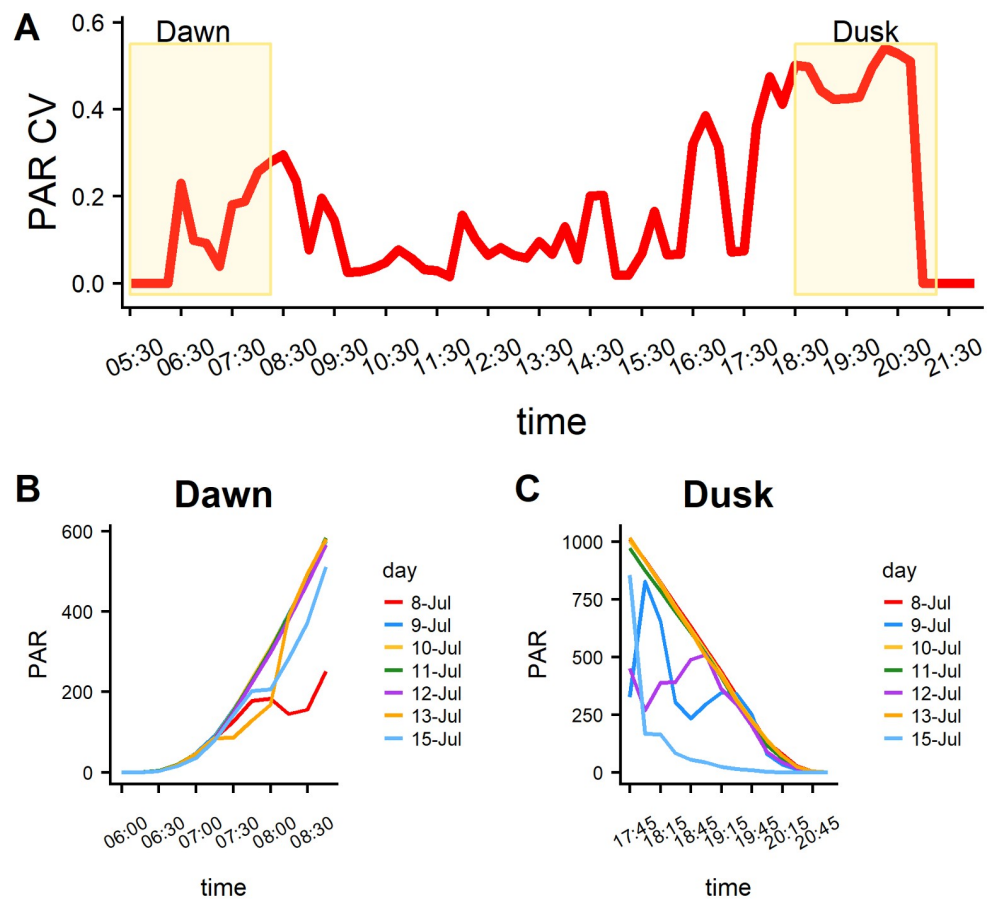 A
Dawn
Dusk
0.6
0.4
0.2
0.0
PAR CV
05:30
06:30
07:30
08:30
09:30
10:30
11:30
12:30
13:30
14:30
15:30
16:30
17:30
18:30
19:30
20:30
21:30
time
B
Dawn
600
400
200
0
PAR
06:00
06:30
07:00
07:30
08:00
08:30
time
day
8-Jul
9-Jul
10-Jul
11-Jul
12-Jul
13-Jul
15-Jul
C
Dusk
1000
750
500
250
0
PAR
17:45
18:15
18:45
19:15
19:45
20:15
20:45
time
day
8-Jul
9-Jul
10-Jul
11-Jul
12-Jul
13-Jul
15-Jul